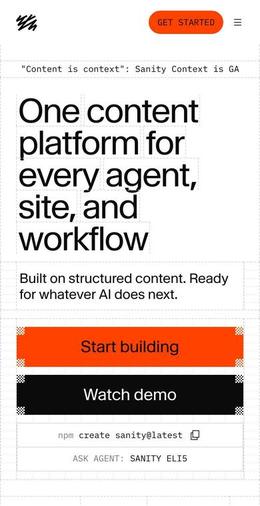 GET STARTED
"Content is context": Sanity Context is GA
One content
platform for
every agent,
site, and
workflow
Built on structured content. Ready
for whatever AI does next.
Start building
Watch demo
npm create sanity@latest
ASK AGENT: SANITY ELI5